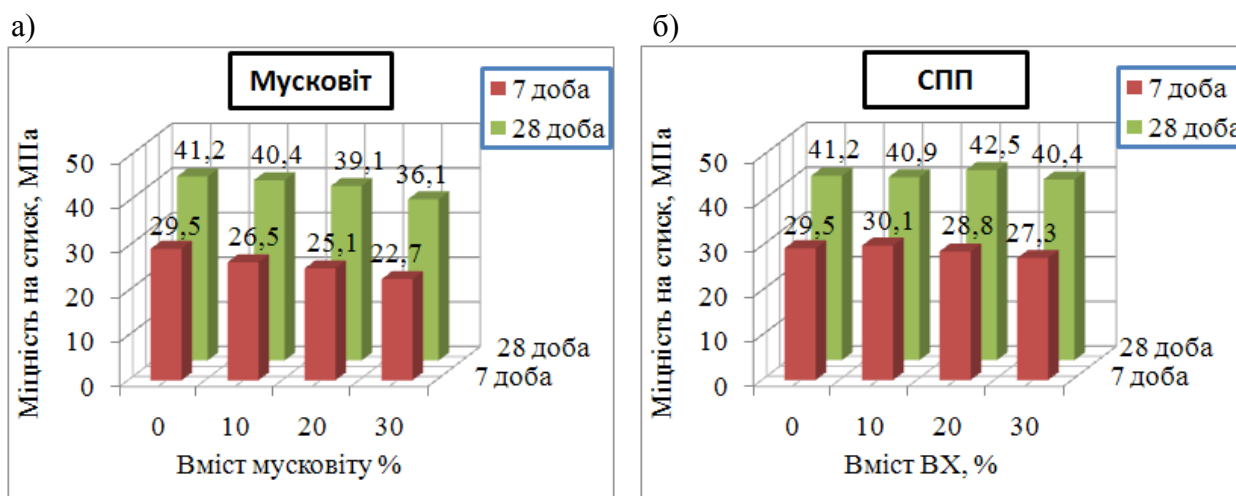 а)
Мусковіт
7 доба
28 доба
Міцність на стиск, МПа
50
40
30
20
10
0
41,2
40,4
39,1
36,1
29,5
26,5
25,1
22,7
28 доба
7 доба
0
10
20
30
Вміст мусковіту %
б)
СПП
7 доба
28 доба
Міцність на стиск, МПа
50
40
30
20
10
0
41,2
40,9
42,5
40,4
29,5
30,1
28,8
27,3
28 доба
7 доба
0
10
20
30
Вміст ВХ, %